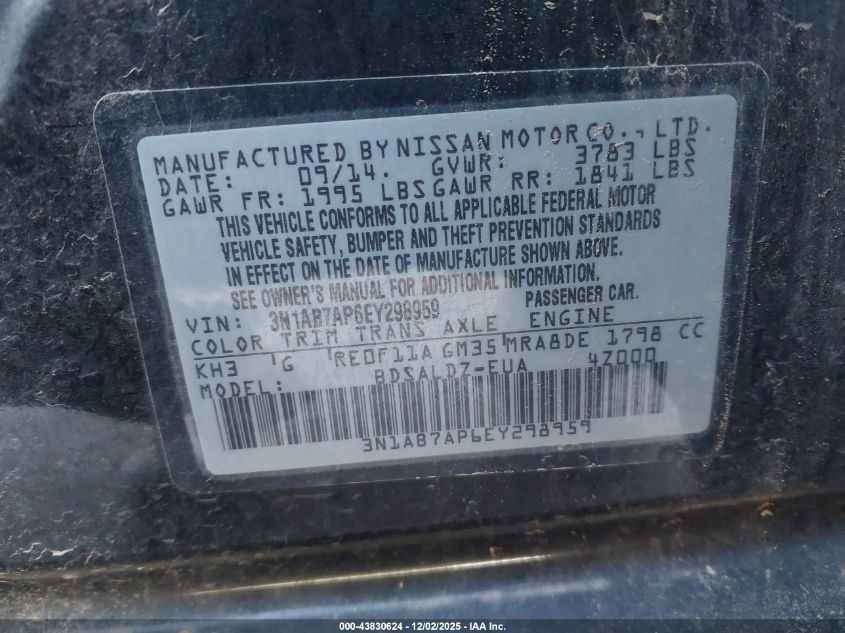 MANUFACTURED BY NISSAN MOTOR CO., LTD.
DATE: 09/14. GVWR: 3783 LBS
GAWR FR: 1995 LBS GAWR RR: 1841 LBS
THIS VEHICLE CONFORMS TO ALL APPLICABLE FEDERAL MOTOR
VEHICLE SAFETY, BUMPER AND THEFT PREVENTION STANDARDS
IN EFFECT ON THE DATE OF MANUFACTURE SHOWN ABOVE.
SEE OWNER'S MANUAL FOR ADDITIONAL INFORMATION.
VIN: 3N1AB7AP6EY298959 PASSENGER CAR.
COLOR TRIM TRANS AXLE ENGINE
KH3 G RE0F11A GM35 MRA8DE 1798 CC
MODEL: BDSALDZ-EUA 4Z000
3N1AB7AP6EY298959
000-43830624 - 12/02/2025 - IAA Inc.